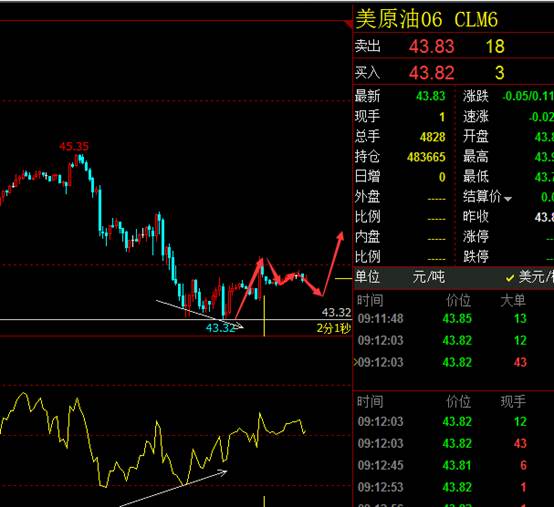 美原油06 CLM6
卖出 43.83 18
买入 43.82 3
最新 43.83 涨跌 -0.05/0.11
现手 1 速涨 -0.02
总手 4828 开盘 43.8
持仓 483665 最高 43.9
日增 0 最低 43.7
外盘 ----- 结算价 0.0
比例 ----- 昨收 43.8
内盘 ----- 涨停 --
比例 ----- 跌停 --
单位 元/吨 美元/
时间 价位 大单
09:11:48 43.85 13
09:12:03 43.82 12
09:12:03 43.82 43
时间 价位 现手
09:12:03 43.82 12
09:12:03 43.82 43
09:12:45 43.81 6
09:12:53 43.82 1
45.35
43.32
43.32
2分1秒